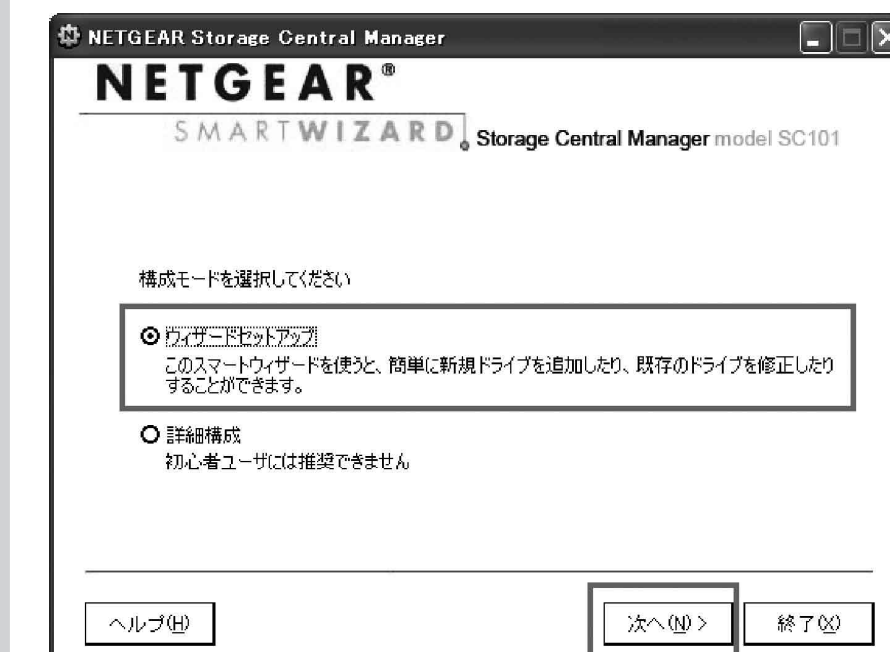 NETGEAR Storage Central Manager
NETGEAR®
SMARTWIZARD Storage Central Manager model SC101
構成モードを選択してください
ウィザードセットアップ
このスマートウィザードを使うと、簡単に新規ドライブを追加したり、既存のドライブを修正したり
することができます。
詳細構成
初心者ユーザには推奨できません
ヘルプ(H) 次へ(N) > 終了(X)